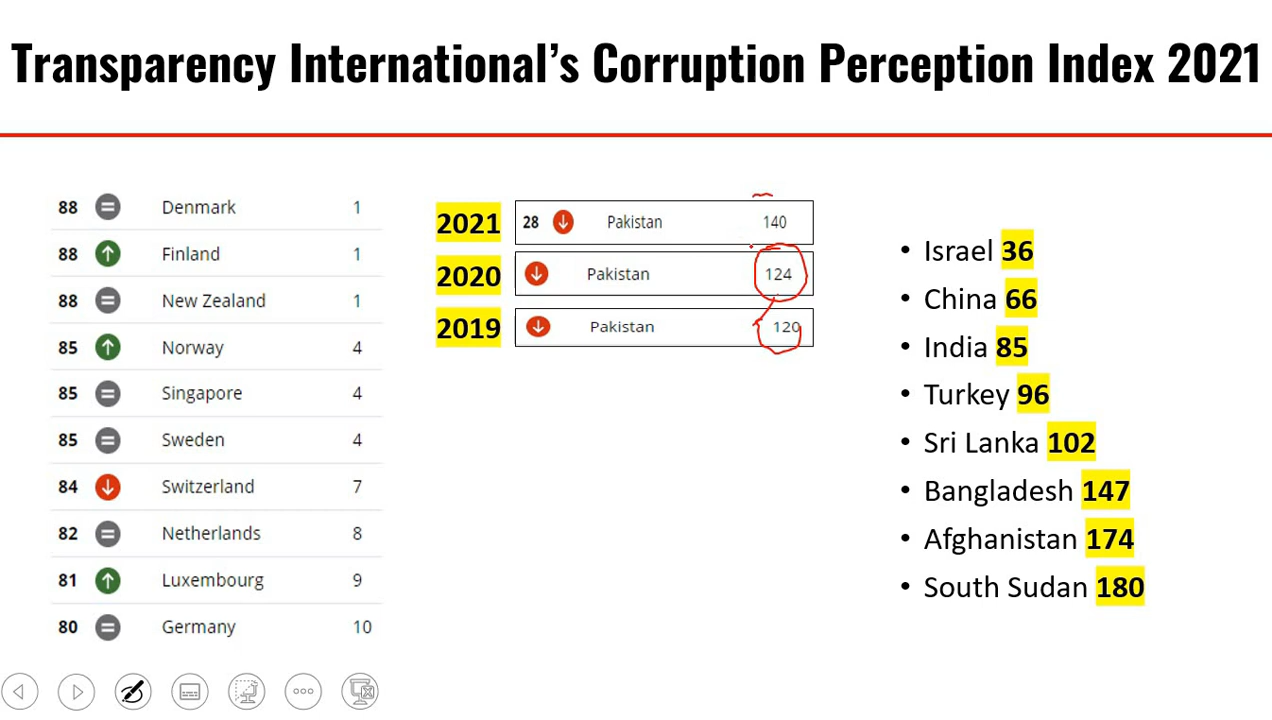 Transparency International’s Corruption Perception Index 2021
88 Denmark 1
88 Finland 1
88 New Zealand 1
85 Norway 4
85 Singapore 4
85 Sweden 4
84 Switzerland 7
82 Netherlands 8
81 Luxembourg 9
80 Germany 10
2021 28 Pakistan 140
2020 Pakistan 124
2019 Pakistan 120
• Israel 36
• China 66
• India 85
• Turkey 96
• Sri Lanka 102
• Bangladesh 147
• Afghanistan 174
• South Sudan 180